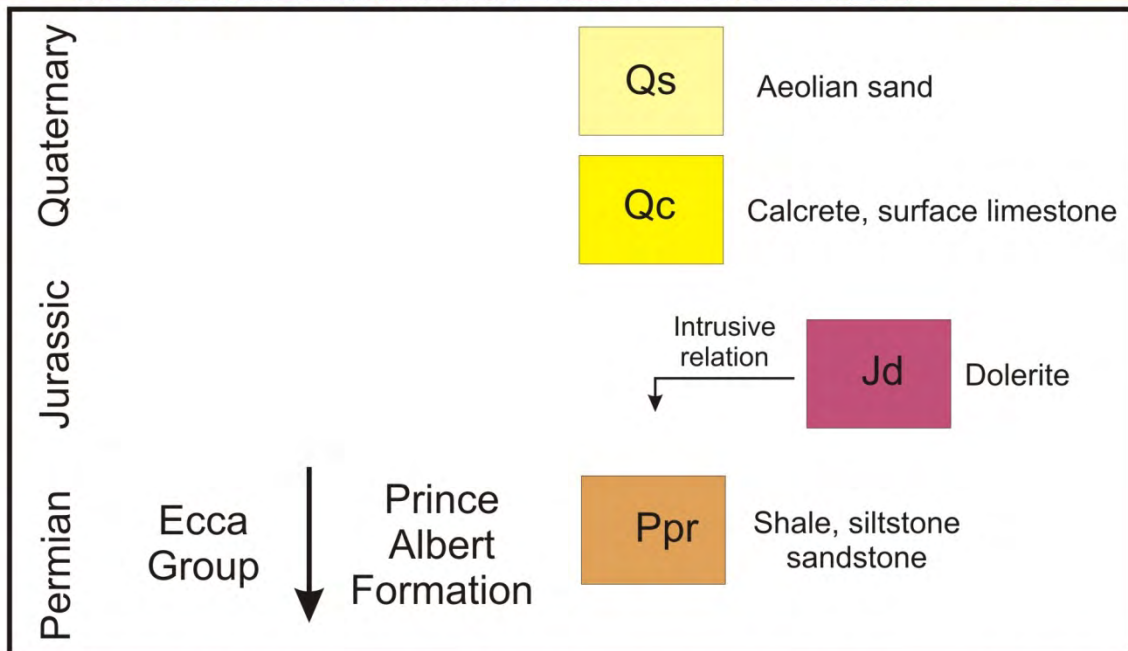 Quaternary
Qs
Aeolian sand
Qc
Calcrete, surface limestone
Jurassic
Intrusive
relation
Jd
Dolerite
Permian
Ecca
Group
Prince
Albert
Formation
Ppr
Shale, siltstone
sandstone